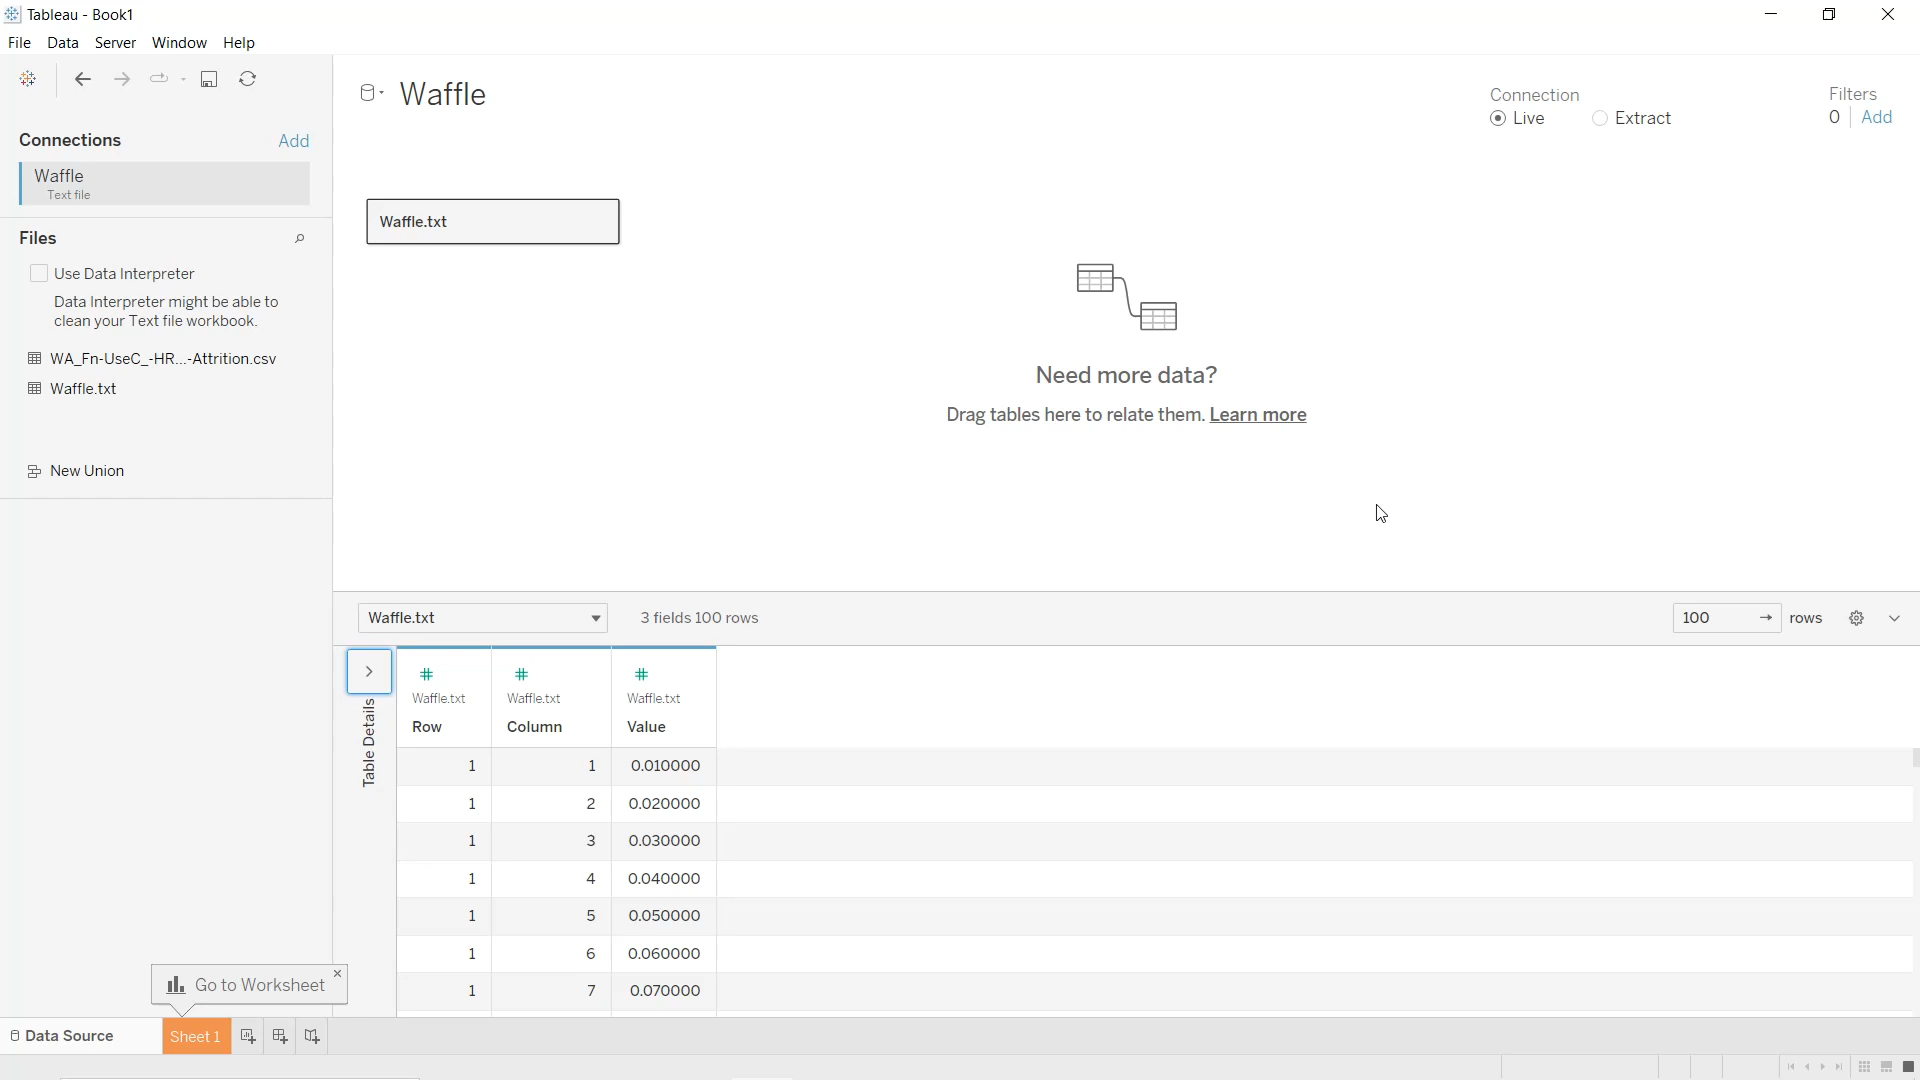 Tableau - Book1
File Data Server Window Help
Connections Add
Waffle
Text file
Files
Use Data Interpreter
Data Interpreter might be able to
clean your Text file workbook.
WA_Fn-UseC_-HR...-Attrition.csv
Waffle.txt
New Union
Waffle
Connection
Live Extract
Filters
0 Add
Waffle.txt
Need more data?
Drag tables here to relate them. Learn more
Waffle.txt 3 fields 100 rows 100 rows
Table Details
# # #
Waffle.txt Waffle.txt Waffle.txt
Row Column Value
1 1 0.010000
1 2 0.020000
1 3 0.030000
1 4 0.040000
1 5 0.050000
1 6 0.060000
1 7 0.070000
Go to Worksheet
Data Source Sheet 1